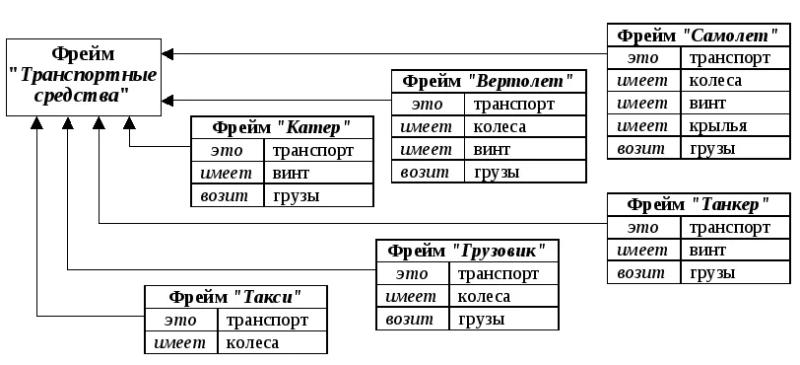 Фрейм
"Транспортные
средства"
Фрейм "Самолет"
это транспорт
имеет колеса
имеет винт
имеет крылья
возит грузы
Фрейм "Вертолет"
это транспорт
имеет колеса
имеет винт
возит грузы
Фрейм "Катер"
это транспорт
имеет винт
возит грузы
Фрейм "Танкер"
это транспорт
имеет винт
возит грузы
Фрейм "Грузовик"
это транспорт
имеет колеса
возит грузы
Фрейм "Такси"
это транспорт
имеет колеса